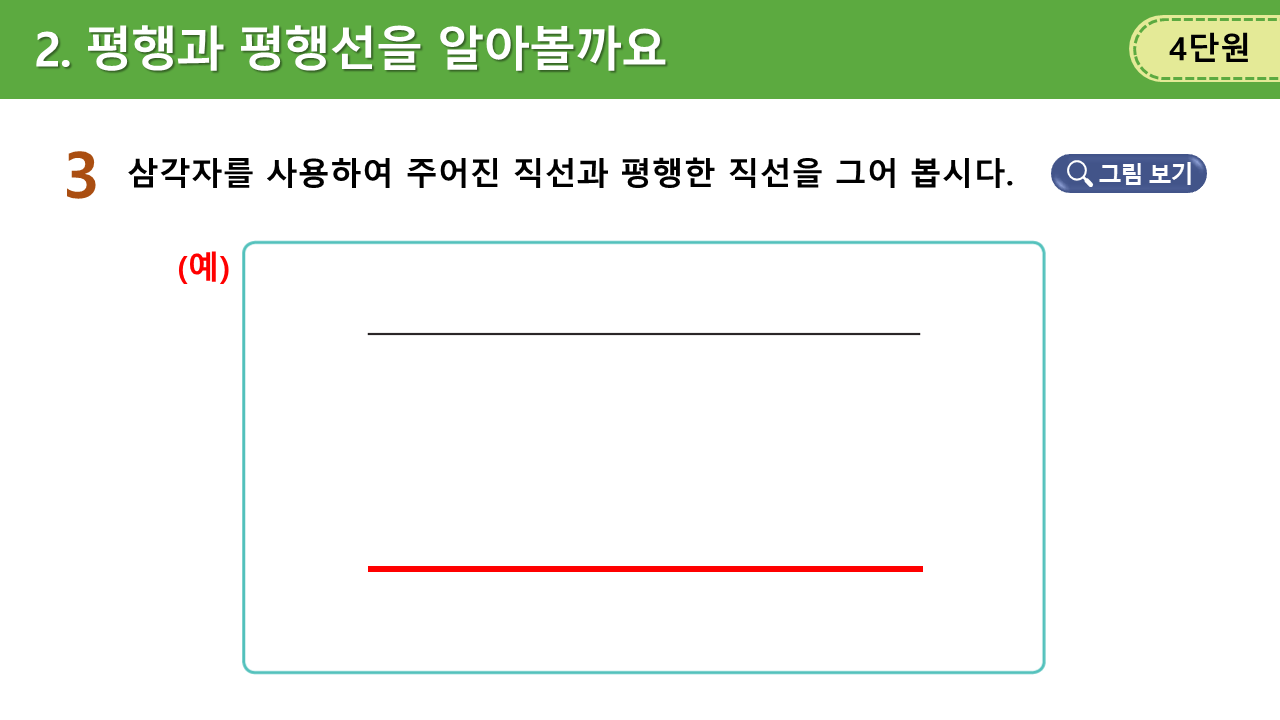 2. 평행과 평행선을 알아볼까요
4단원
3 삼각자를 사용하여 주어진 직선과 평행한 직선을 그어 봅시다.
그림 보기
(예)